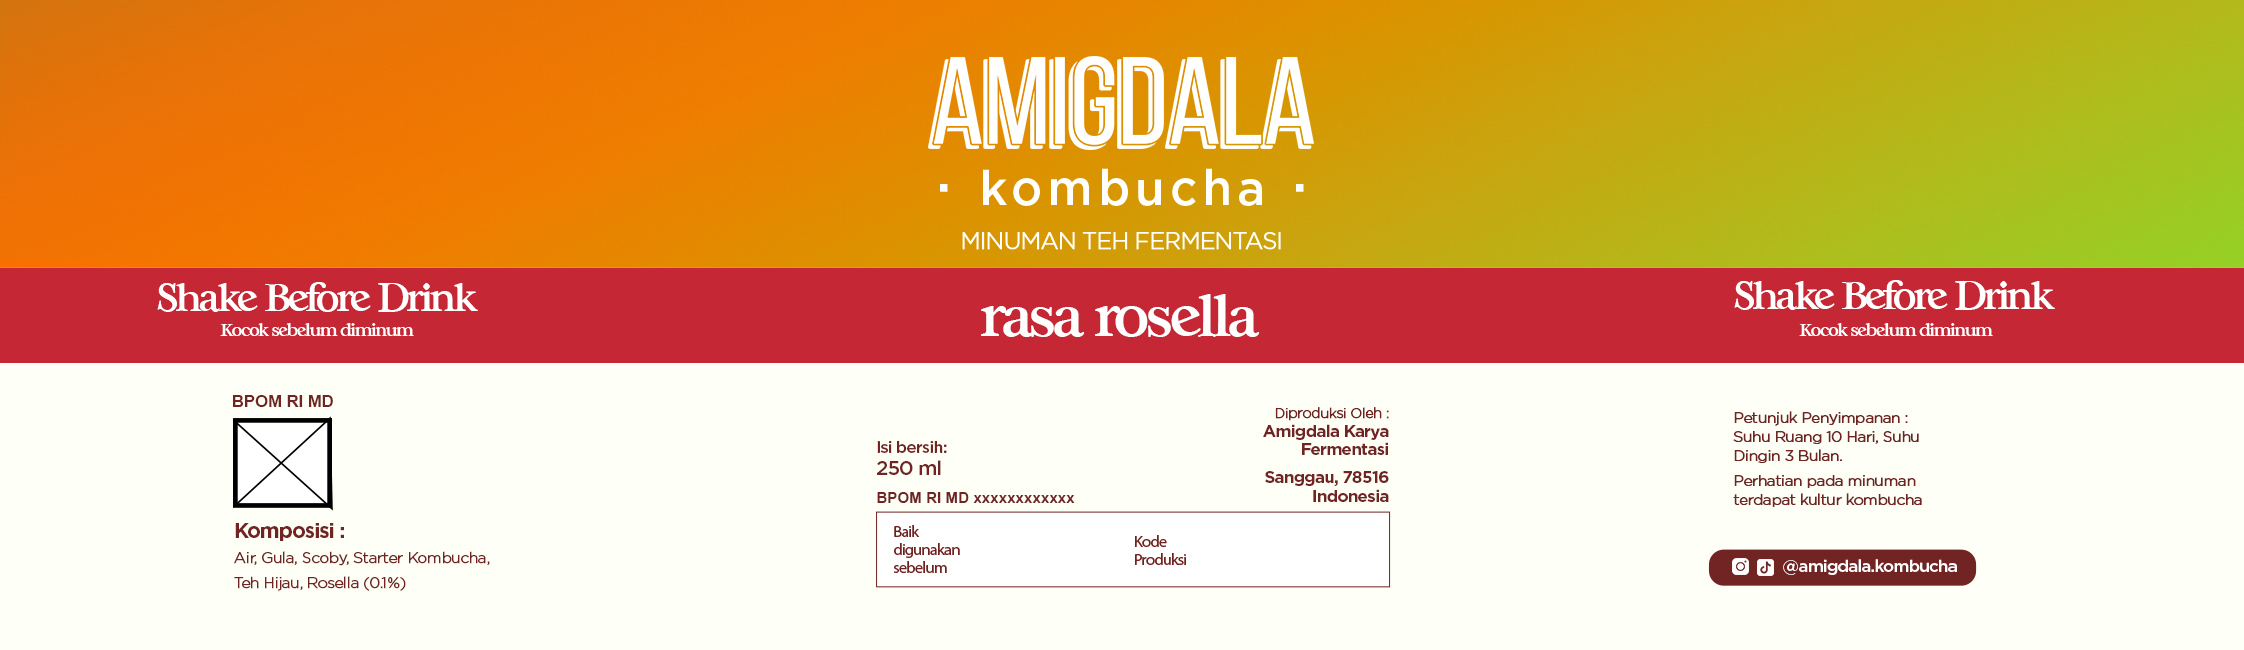 AMIGDALA
· kombucha ·
MINUMAN TEH FERMENTASI
Shake Before Drink
Kocok sebelum diminum
rasa rosella
Shake Before Drink
Kocok sebelum diminum
BPOM RI MD
Komposisi :
Air, Gula, Scoby, Starter Kombucha,
Teh Hijau, Rosella (0.1%)
Isi bersih:
250 ml
BPOM RI MD xxxxxxxxxxxx
Diproduksi Oleh :
Amigdala Karya
Fermentasi
Sanggau, 78516
Indonesia
Baik
digunakan
sebelum
Kode
Produksi
Petunjuk Penyimpanan :
Suhu Ruang 10 Hari, Suhu
Dingin 3 Bulan.
Perhatian pada minuman
terdapat kultur kombucha
@amigdala.kombucha